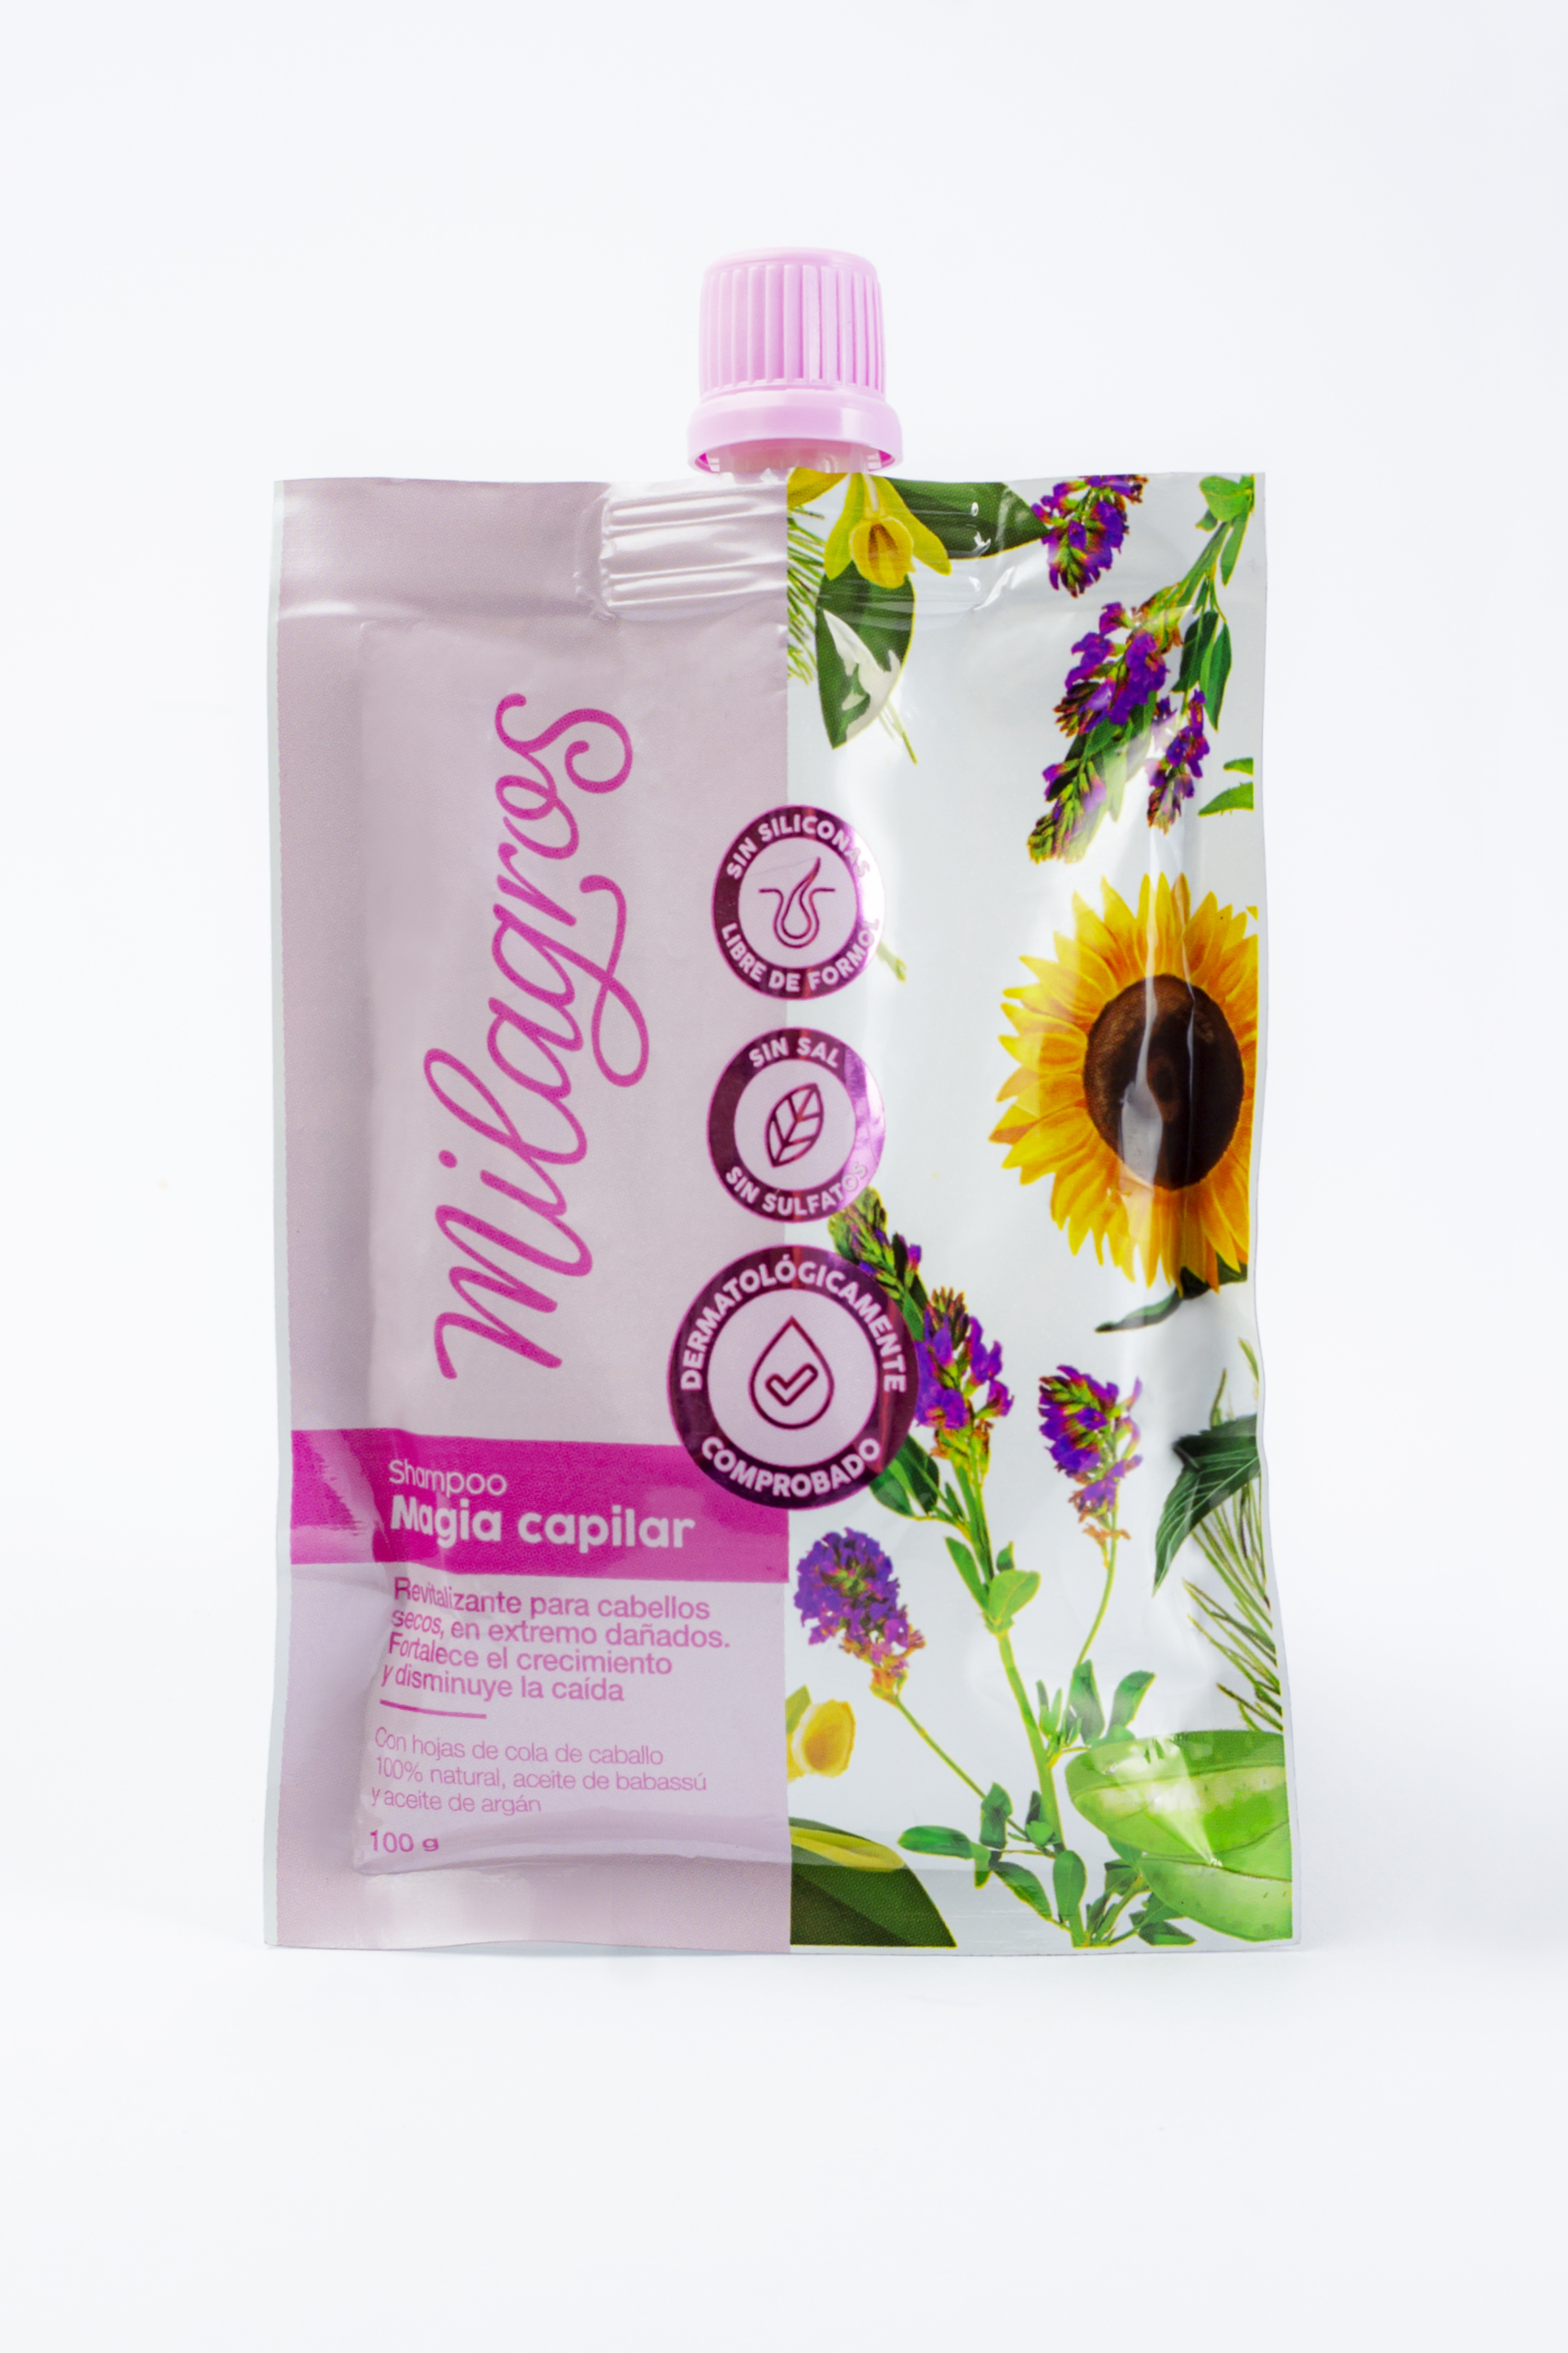 Milagros
SIN SILICONAS
LIBRE DE FORMOL
SIN SAL
SIN SULFATOS
DERMATOLÓGICAMENTE
COMPROBADO
Shampoo
Magia capilar
Revitalizante para cabellos
secos, en extremo dañados.
Fortalece el crecimiento
y disminuye la caída
Con hojas de cola de caballo
100% natural, aceite de babassú
y aceite de argán
100 g